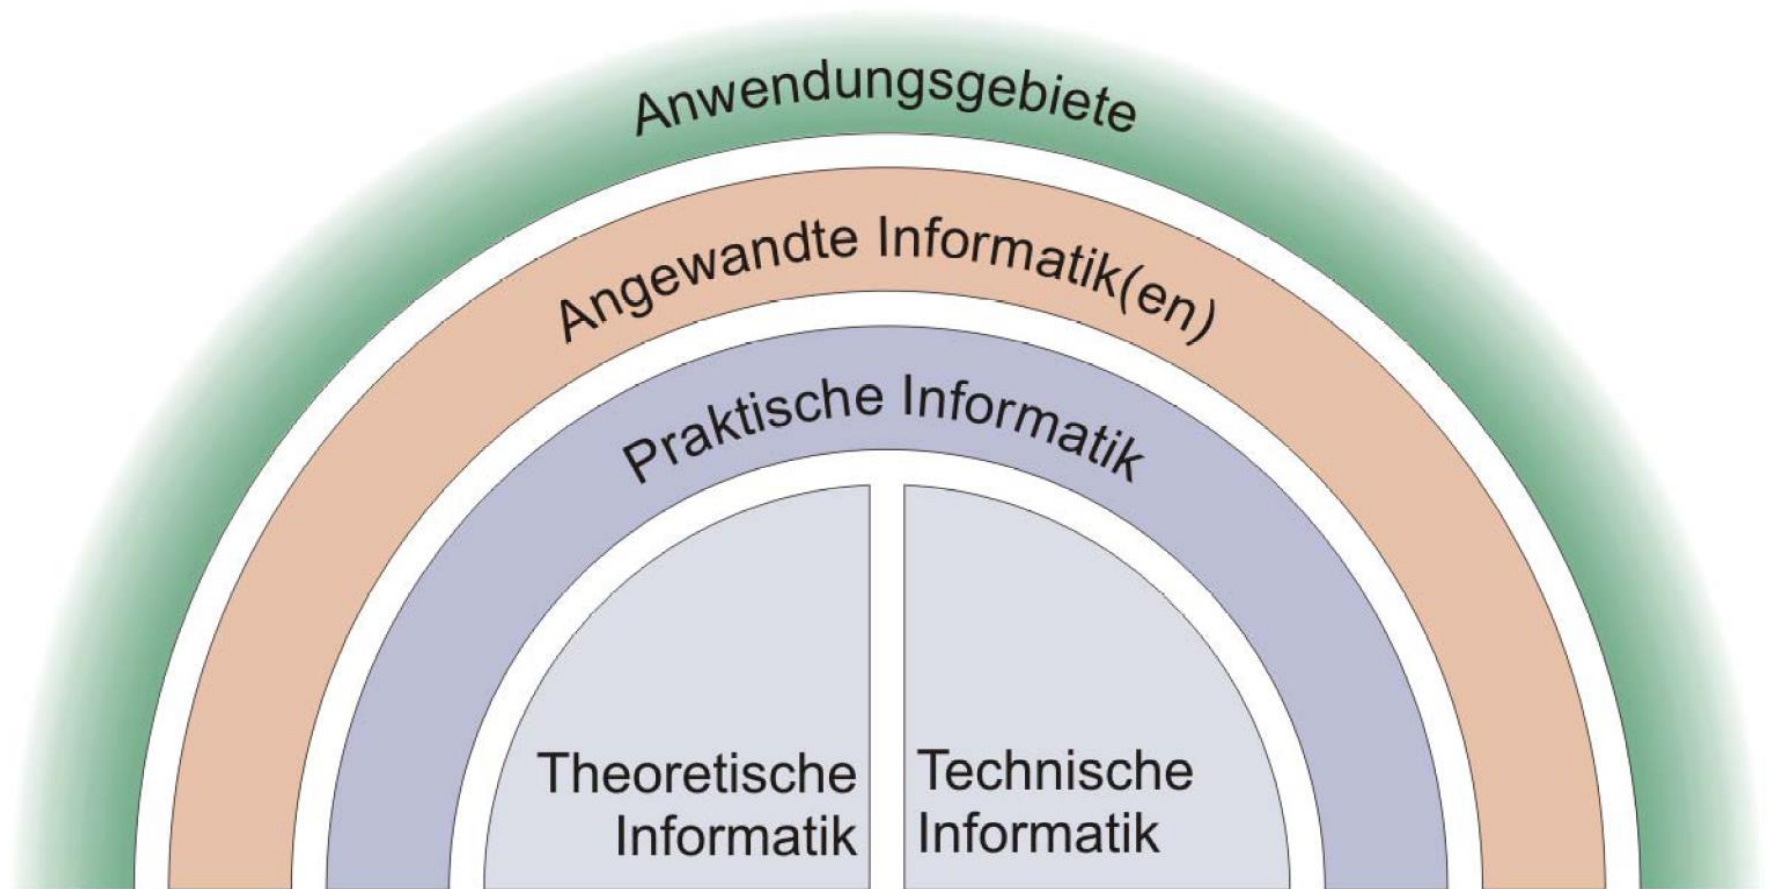 Anwendungsgebiete
Angewandte Informatik(en)
Praktische Informatik
Theoretische
Informatik
Technische
Informatik